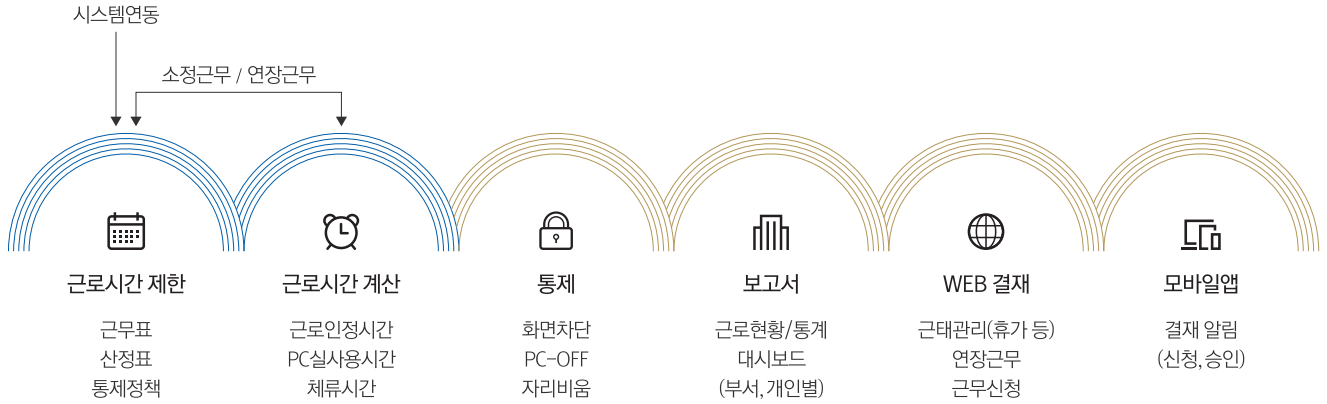 시스템연동
소정근무 / 연장근무
근로시간 제한
근무표
산정표
통제정책
근로시간 계산
근로인정시간
PC실사용시간
체류시간
통제
화면차단
PC-OFF
자리비움
보고서
근로현황/통계
대시보드
(부서, 개인별)
WEB 결재
근태관리(휴가 등)
연장근무
근무신청
모바일앱
결재 알림
(신청, 승인)